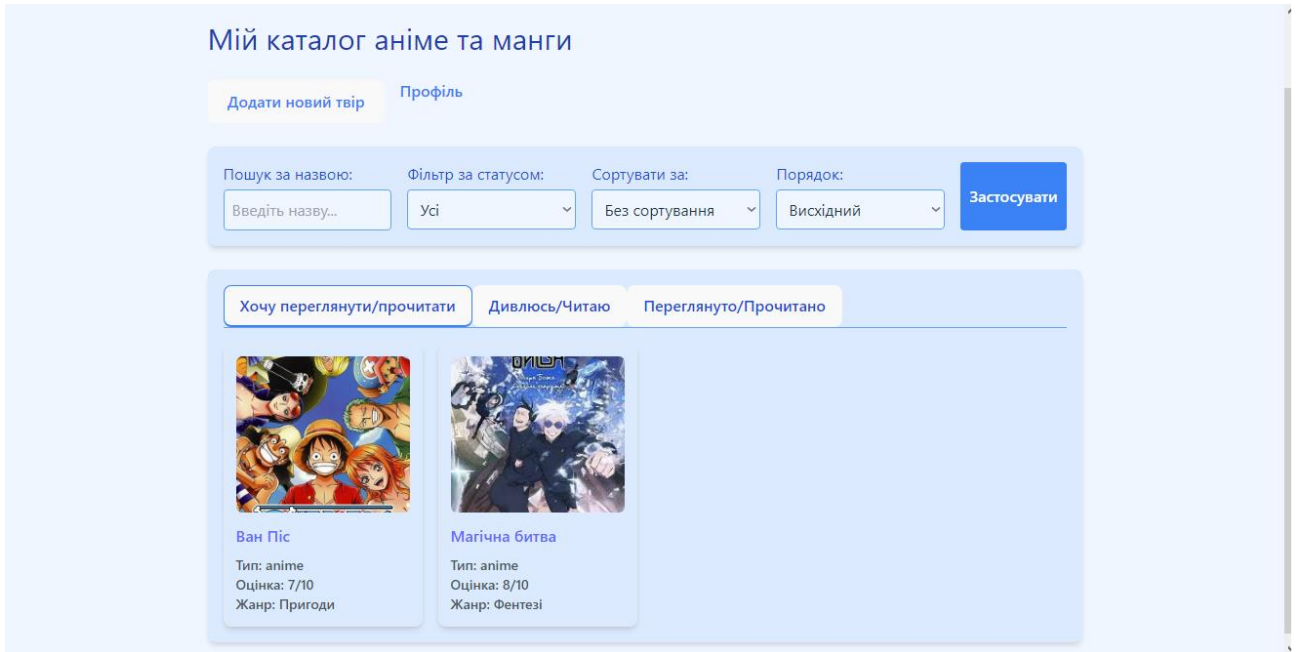 Мій каталог аніме та манги
Додати новий твір
Профіль
Пошук за назвою:
Фільтр за статусом:
Сортувати за:
Порядок:
Введіть назву...
Усі
Без сортування
Висхідний
Застосувати
Хочу переглянути/прочитати
Дивлюсь/Читаю
Переглянуто/Прочитано
Ван Піс
Тип: anime
Оцінка: 7/10
Жанр: Пригоди
Магічна битва
Тип: anime
Оцінка: 8/10
Жанр: Фентезі